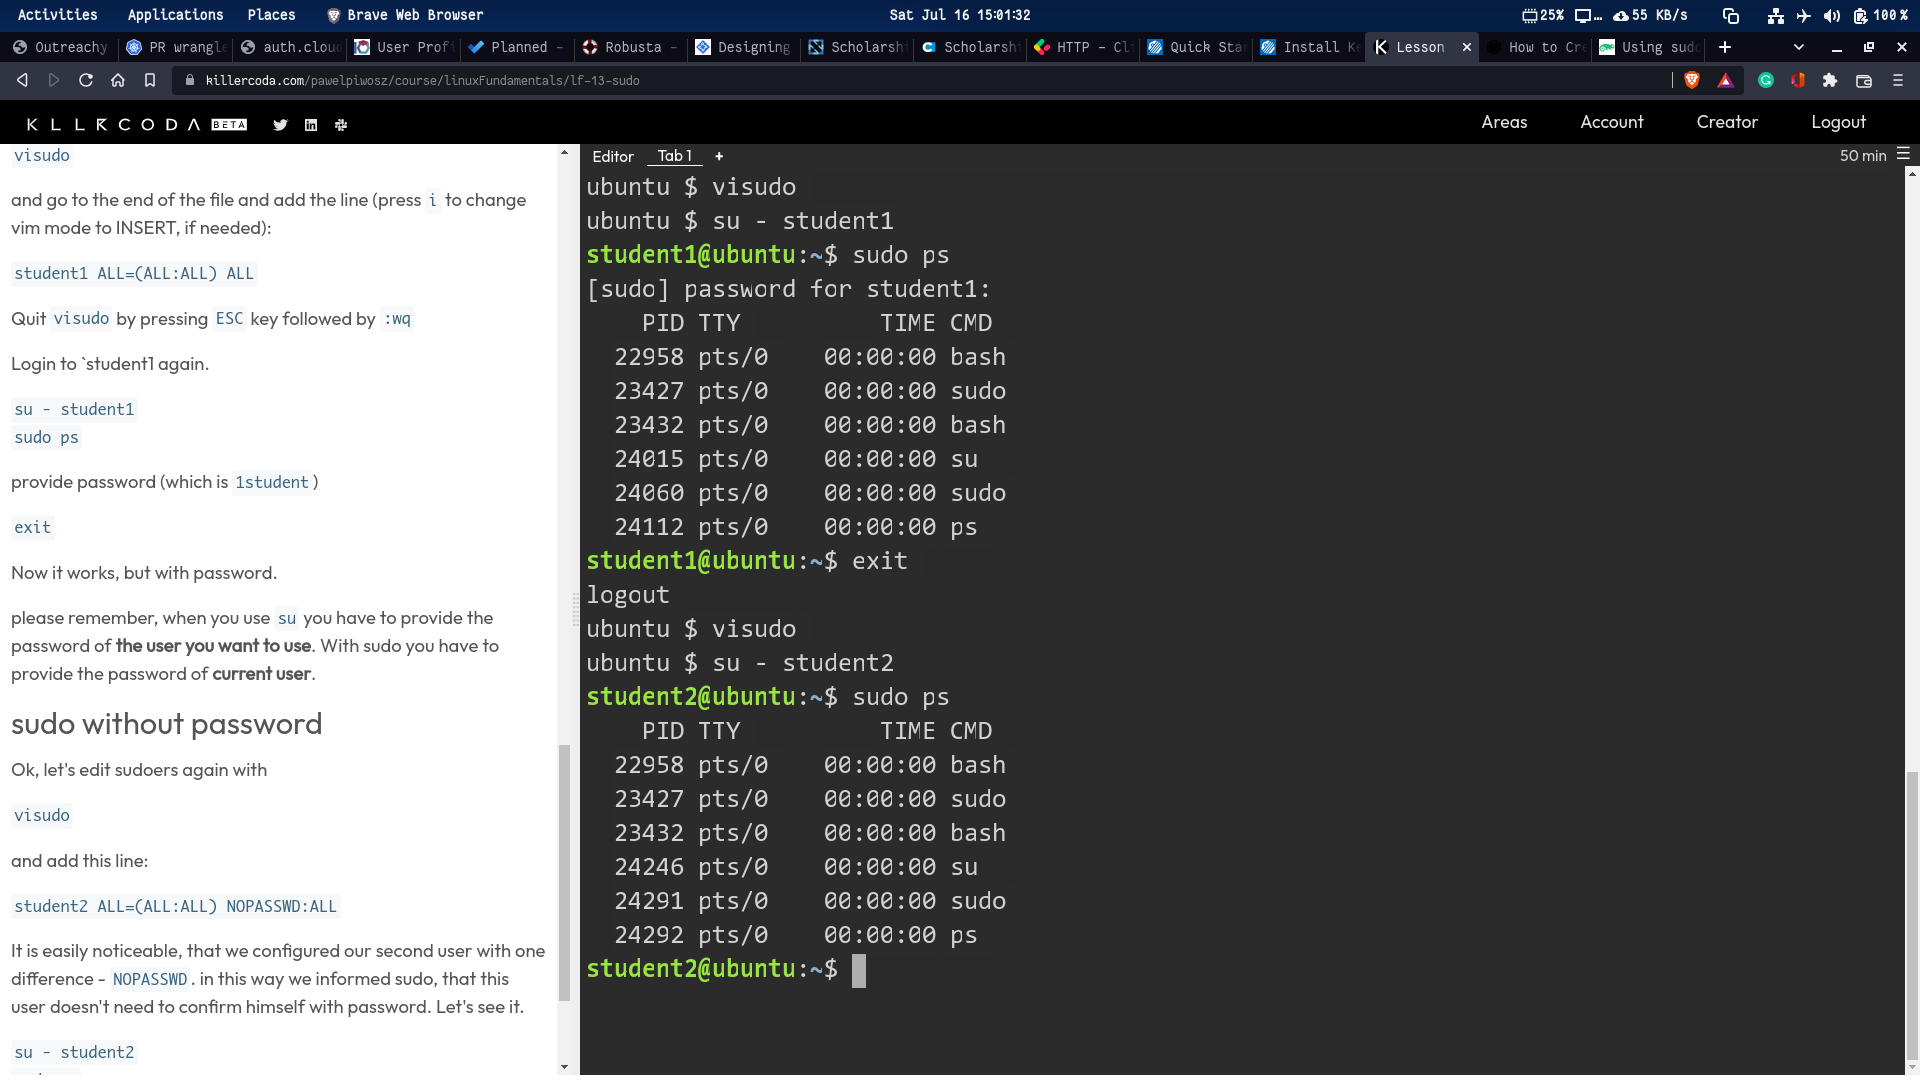 Activities Applications Places Brave Web Browser Sat Jul 16 15:01:32 25% ... 55 KB/s 100 %
Outreachy PR wrangle auth.clou User Prof Planned - Robusta - Designing Scholarsh Scholarsh HTTP - Cl Quick Sta Install K Lesson × How to Cr Using sud +
killercoda.com/pawelpiwosz/course/linuxFundamentals/lf-13-sudo
KILLERCODA BETA Areas Account Creator Logout
visudo
and go to the end of the file and add the line (press i to change
vim mode to INSERT, if needed):
student1 ALL=(ALL:ALL) ALL
Quit visudo by pressing ESC key followed by :wq
Login to `student1 again.
su - student1
sudo ps
provide password (which is 1student)
exit
Now it works, but with password.
please remember, when you use su you have to provide the
password of the user you want to use. With sudo you have to
provide the password of current user.
sudo without password
Ok, let's edit sudoers again with
visudo
and add this line:
student2 ALL=(ALL:ALL) NOPASSWD:ALL
It is easily noticeable, that we configured our second user with one
difference - NOPASSWD. in this way we informed sudo, that this
user doesn't need to confirm himself with password. Let's see it.
su - student2
Editor Tab 1 + 50 min
ubuntu $ visudo
ubuntu $ su - student1
student1@ubuntu:~$ sudo ps
[sudo] password for student1:
PID TTY TIME CMD
22958 pts/0 00:00:00 bash
23427 pts/0 00:00:00 sudo
23432 pts/0 00:00:00 bash
24015 pts/0 00:00:00 su
24060 pts/0 00:00:00 sudo
24112 pts/0 00:00:00 ps
student1@ubuntu:~$ exit
logout
ubuntu $ visudo
ubuntu $ su - student2
student2@ubuntu:~$ sudo ps
PID TTY TIME CMD
22958 pts/0 00:00:00 bash
23427 pts/0 00:00:00 sudo
23432 pts/0 00:00:00 bash
24246 pts/0 00:00:00 su
24291 pts/0 00:00:00 sudo
24292 pts/0 00:00:00 ps
student2@ubuntu:~$